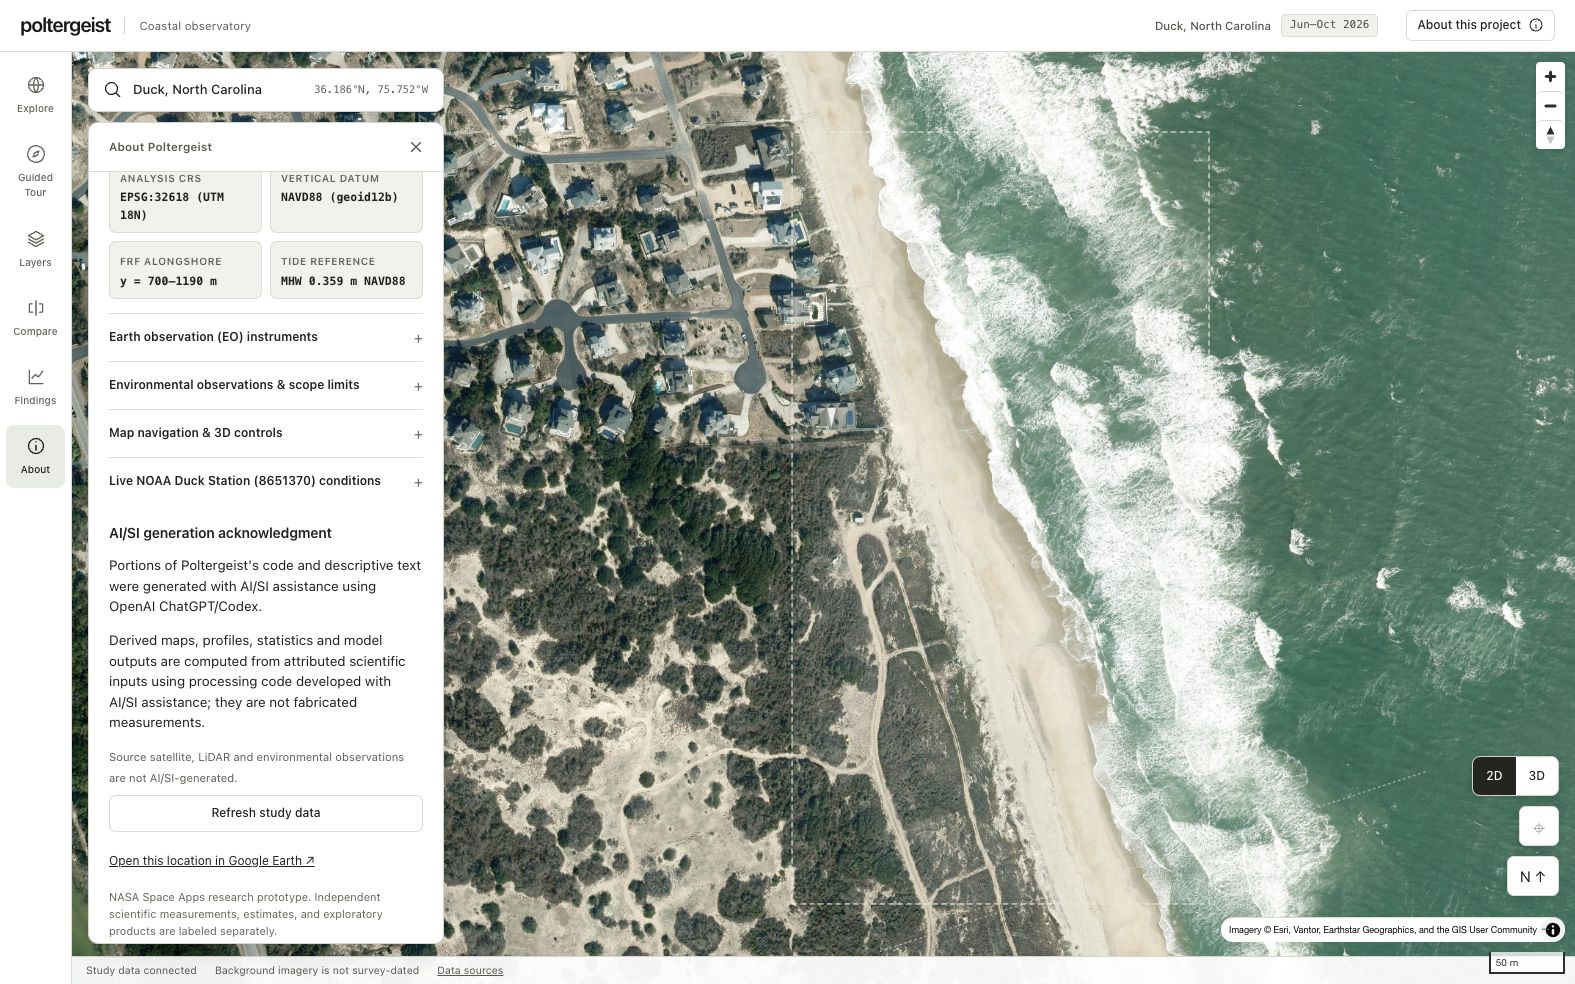 poltergeist
Coastal observatory
Duck, North Carolina
Jun–Oct 2026
About this project
Explore
Guided
Tour
Layers
Compare
Findings
About
Duck, North Carolina
36.186°N, 75.752°W
About Poltergeist
ANALYSIS CRS
EPSG:32618 (UTM
18N)
VERTICAL DATUM
NAVD88 (geoid12b)
FRF ALONGSHORE
y = 700–1190 m
TIDE REFERENCE
MHW 0.359 m NAVD88
Earth observation (EO) instruments +
Environmental observations & scope limits +
Map navigation & 3D controls +
Live NOAA Duck Station (8651370) conditions +
AI/SI generation acknowledgment
Portions of Poltergeist's code and descriptive text
were generated with AI/SI assistance using
OpenAI ChatGPT/Codex.
Derived maps, profiles, statistics and model
outputs are computed from attributed scientific
inputs using processing code developed with
AI/SI assistance; they are not fabricated
measurements.
Source satellite, LiDAR and environmental observations
are not AI/SI-generated.
Refresh study data
Open this location in Google Earth ↗
NASA Space Apps research prototype. Independent
scientific measurements, estimates, and exploratory
products are labeled separately.
2D 3D
N ↑
Imagery © Esri, Vantor, Earthstar Geographics, and the GIS User Community
50 m
Study data connected
Background imagery is not survey-dated
Data sources